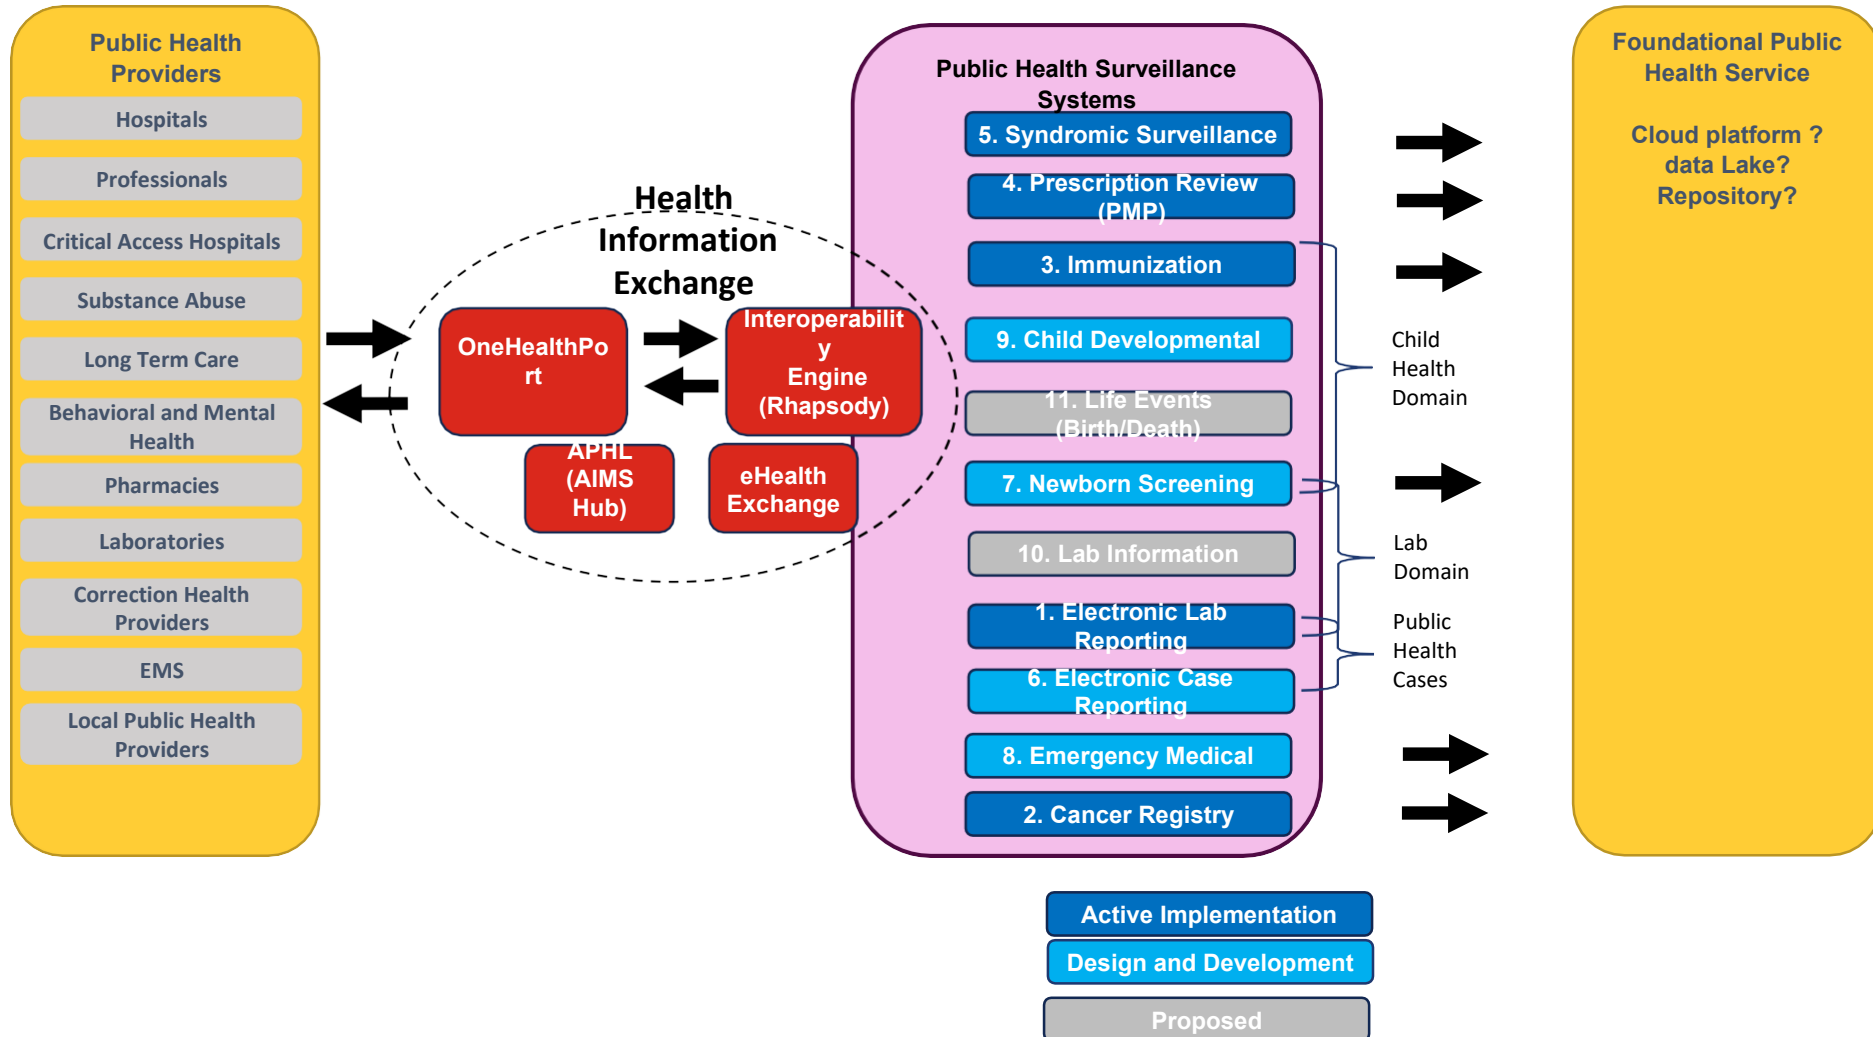 Public Health
Providers
Hospitals
Professionals
Critical Access Hospitals
Substance Abuse
Long Term Care
Behavioral and Mental
Health
Pharmacies
Laboratories
Correction Health
Providers
EMS
Local Public Health
Providers
Health
Information
Exchange
OneHealthPo
rt
Interoperabilit
y
Engine
(Rhapsody)
APHL
(AIMS
Hub)
eHealth
Exchange
Public Health Surveillance
Systems
5. Syndromic Surveillance
4. Prescription Review
(PMP)
3. Immunization
9. Child Developmental
11. Life Events
(Birth/Death)
7. Newborn Screening
10. Lab Information
1. Electronic Lab
Reporting
6. Electronic Case
Reporting
8. Emergency Medical
2. Cancer Registry
Child
Health
Domain
Lab
Domain
Public
Health
Cases
Foundational Public
Health Service
Cloud platform ?
data Lake?
Repository?
Active Implementation
Design and Development
Proposed